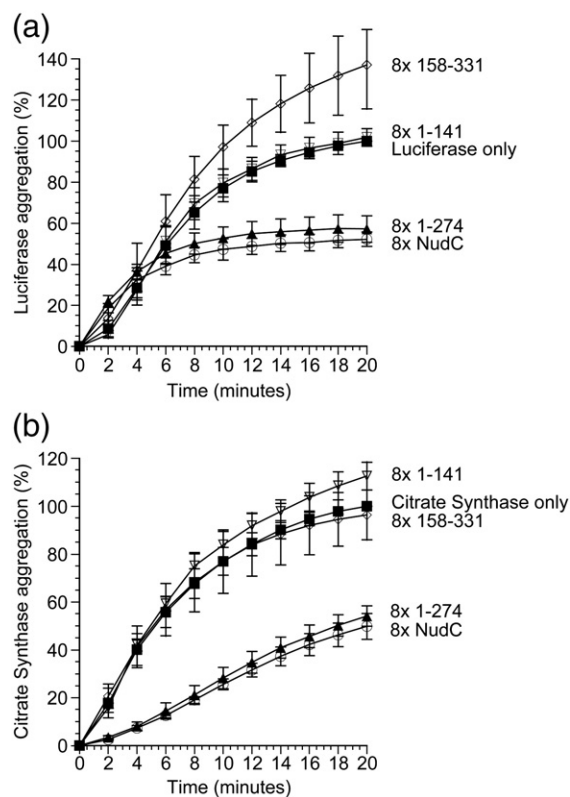 (a)
Luciferase aggregation (%)
140
120
100
80
60
40
20
0
8x 158-331
8x 1-141
Luciferase only
8x 1-274
8x NudC
0 2 4 6 8 10 12 14 16 18 20
Time (minutes)
(b)
Citrate Synthase aggregation (%)
120
100
80
60
40
20
0
8x 1-141
Citrate Synthase only
8x 158-331
8x 1-274
8x NudC
0 2 4 6 8 10 12 14 16 18 20
Time (minutes)